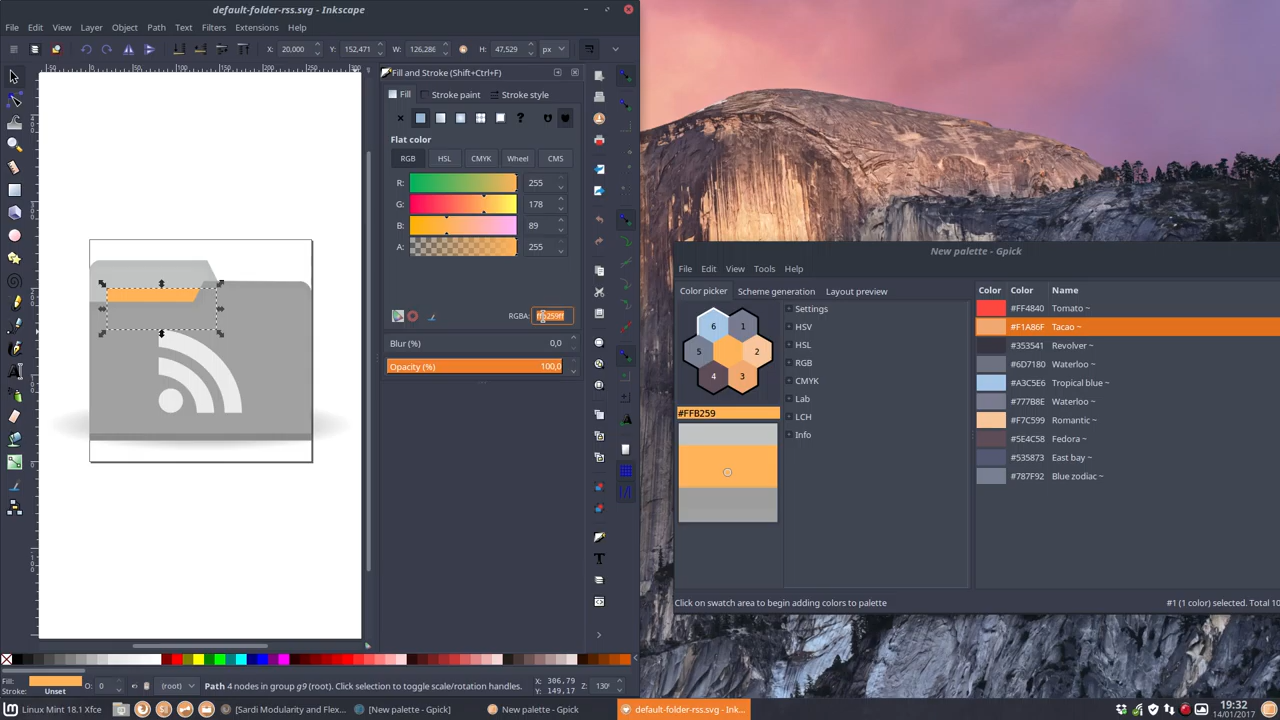 default-folder-rss.svg - Inkscape
File Edit View Layer Object Path Text Filters Extensions Help
X: 20,000 Y: 152,471 W: 126,286 H: 47,529 px
Fill and Stroke (Shift+Ctrl+F)
Fill Stroke paint Stroke style
Flat color
RGB HSL CMYK Wheel CMS
R: 255
G: 178
B: 89
A: 255
RGBA: ffb259ff
Blur (%) 0,0
Opacity (%) 100,0
Fill:
Stroke: Unset
O: 0
(root)
Path 4 nodes in group g9 (root). Click selection to toggle scale/rotation handles.
X: 306,79
Y: 149,17
Z: 130
New palette - Gpick
File Edit View Tools Help
Color picker Scheme generation Layout preview
6 1
5 2
4 3
#FFB259
Settings
HSV
HSL
RGB
CMYK
Lab
LCH
Info
Color Color Name
#FF4840 Tomato ~
#F1A86F Tacao ~
#353541 Revolver ~
#6D7180 Waterloo ~
#A3C5E6 Tropical blue ~
#777B8E Waterloo ~
#F7C599 Romantic ~
#5E4C58 Fedora ~
#535873 East bay ~
#787F92 Blue zodiac ~
Click on swatch area to begin adding colors to palette
#1 (1 color) selected. Total 10
Linux Mint 18.1 Xfce
[Sardi Modularity and Flex...
[New palette - Gpick]
New palette - Gpick
default-folder-rss.svg - Ink...
19:32
14/01/2017